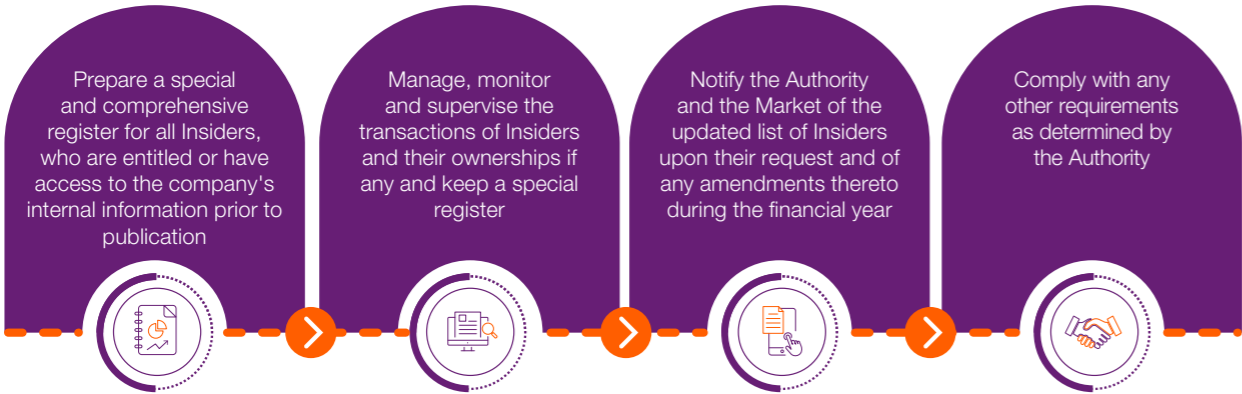 Prepare a special
and comprehensive
register for all Insiders,
who are entitled or have
access to the company's
internal information prior to
publication
Manage, monitor
and supervise the
transactions of Insiders
and their ownerships if
any and keep a special
register
Notify the Authority
and the Market of the
updated list of Insiders
upon their request and of
any amendments thereto
during the financial year
Comply with any
other requirements
as determined by
the Authority